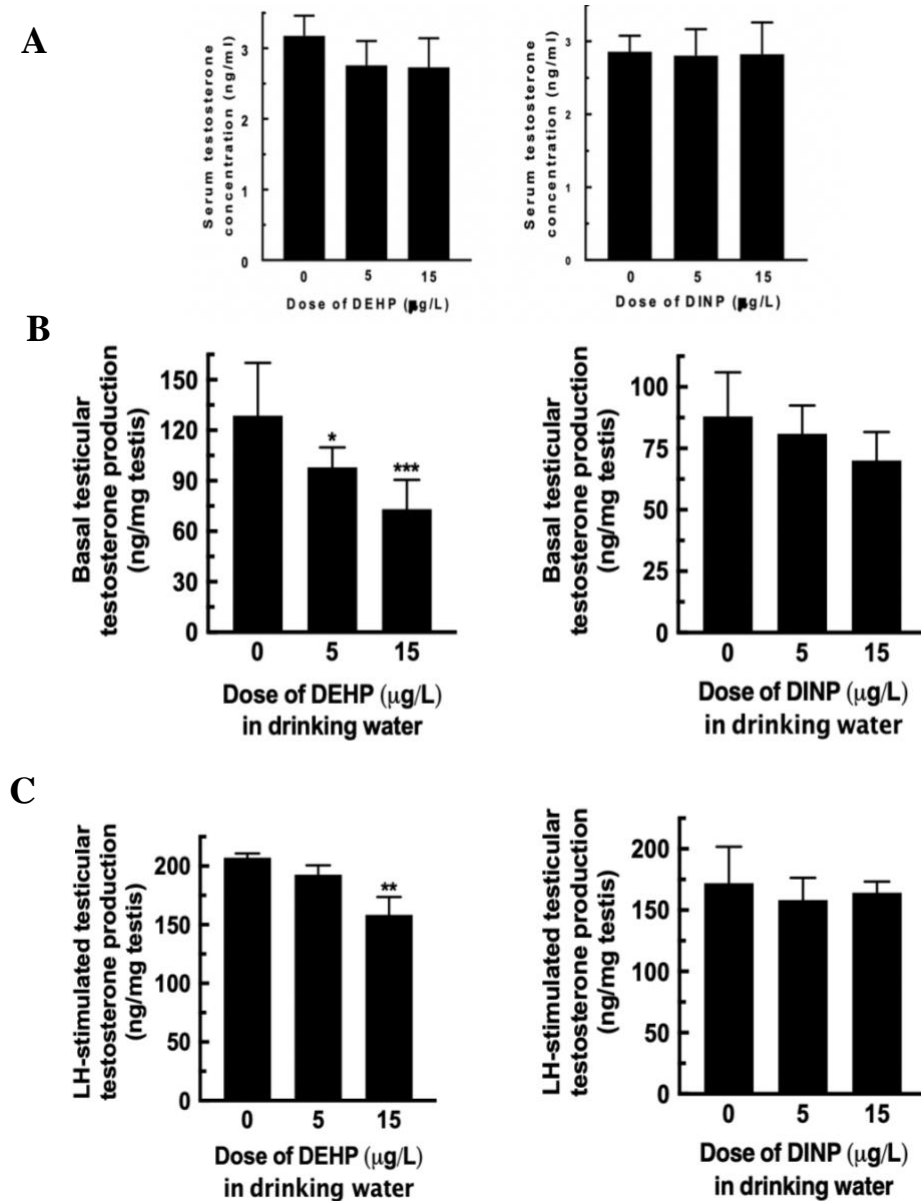 A
Serum testosterone
concentration (ng/ml)
3
2
1
0
0 5 15
Dose of DEHP (μg/L)
Serum testosterone
concentration (ng/ml)
3
2
1
0
0 5 15
Dose of DINP (μg/L)
B
Basal testicular
testosterone production
(ng/mg testis)
150
120
90
60
30
0
*
***
0 5 15
Dose of DEHP (μg/L)
in drinking water
Basal testicular
testosterone production
(ng/mg testis)
100
75
50
25
0
0 5 15
Dose of DINP (μg/L)
in drinking water
C
LH-stimulated testicular
testosterone production
(ng/mg testis)
200
150
100
50
0
**
0 5 15
Dose of DEHP (μg/L)
in drinking water
LH-stimulated testicular
testosterone production
(ng/mg testis)
200
150
100
50
0
0 5 15
Dose of DINP (μg/L)
in drinking water